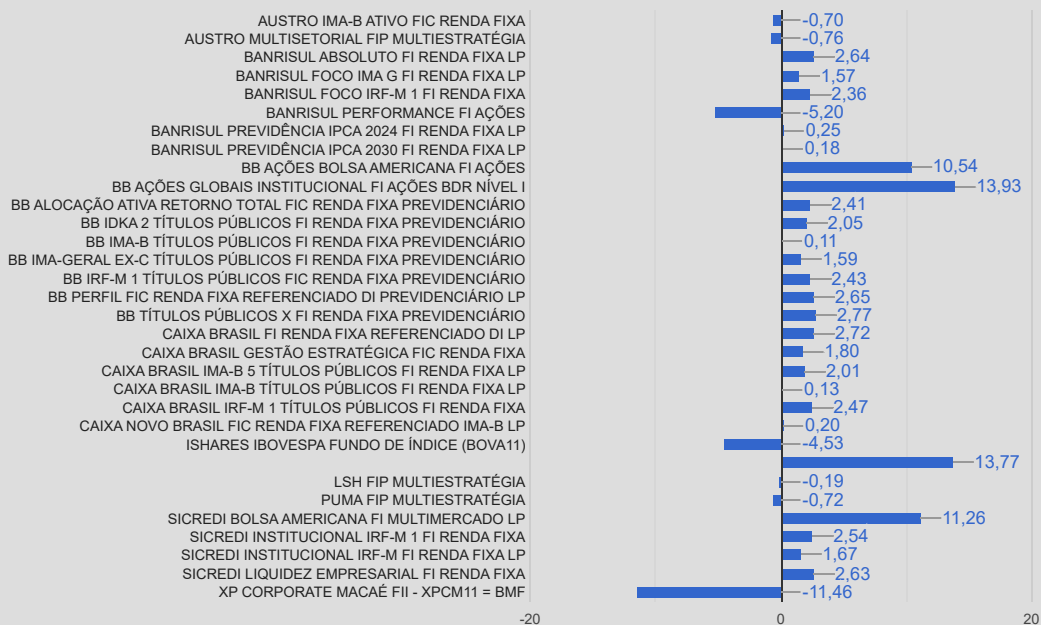 AUSTRO IMA-B ATIVO FIC RENDA FIXA -0,70
AUSTRO MULTISETORIAL FIP MULTIESTRATÉGIA -0,76
BANRISUL ABSOLUTO FI RENDA FIXA LP 2,64
BANRISUL FOCO IMA G FI RENDA FIXA LP 1,57
BANRISUL FOCO IRF-M 1 FI RENDA FIXA 2,36
BANRISUL PERFORMANCE FI AÇÕES -5,20
BANRISUL PREVIDÊNCIA IPCA 2024 FI RENDA FIXA LP 0,25
BANRISUL PREVIDÊNCIA IPCA 2030 FI RENDA FIXA LP 0,18
BB AÇÕES BOLSA AMERICANA FI AÇÕES 10,54
BB AÇÕES GLOBAIS INSTITUCIONAL FI AÇÕES BDR NÍVEL I 13,93
BB ALOCAÇÃO ATIVA RETORNO TOTAL FIC RENDA FIXA PREVIDENCIÁRIO 2,41
BB IDKA 2 TÍTULOS PÚBLICOS FI RENDA FIXA PREVIDENCIÁRIO 2,05
BB IMA-B TÍTULOS PÚBLICOS FI RENDA FIXA PREVIDENCIÁRIO 0,11
BB IMA-GERAL EX-C TÍTULOS PÚBLICOS FI RENDA FIXA PREVIDENCIÁRIO 1,59
BB IRF-M 1 TÍTULOS PÚBLICOS FIC RENDA FIXA PREVIDENCIÁRIO 2,43
BB PERFIL FIC RENDA FIXA REFERENCIADO DI PREVIDENCIÁRIO LP 2,65
BB TÍTULOS PÚBLICOS X FI RENDA FIXA PREVIDENCIÁRIO 2,77
CAIXA BRASIL FI RENDA FIXA REFERENCIADO DI LP 2,72
CAIXA BRASIL GESTÃO ESTRATÉGICA FIC RENDA FIXA 1,80
CAIXA BRASIL IMA-B 5 TÍTULOS PÚBLICOS FI RENDA FIXA LP 2,01
CAIXA BRASIL IMA-B TÍTULOS PÚBLICOS FI RENDA FIXA LP 0,13
CAIXA BRASIL IRF-M 1 TÍTULOS PÚBLICOS FI RENDA FIXA 2,47
CAIXA NOVO BRASIL FIC RENDA FIXA REFERENCIADO IMA-B LP 0,20
ISHARES IBOVESPA FUNDO DE ÍNDICE (BOVA11) -4,53
13,77
LSH FIP MULTIESTRATÉGIA -0,19
PUMA FIP MULTIESTRATÉGIA -0,72
SICREDI BOLSA AMERICANA FI MULTIMERCADO LP 11,26
SICREDI INSTITUCIONAL IRF-M 1 FI RENDA FIXA 2,54
SICREDI INSTITUCIONAL IRF-M FI RENDA FIXA LP 1,67
SICREDI LIQUIDEZ EMPRESARIAL FI RENDA FIXA 2,63
XP CORPORATE MACAÉ FII - XPCM11 = BMF -11,46
-20 0 20